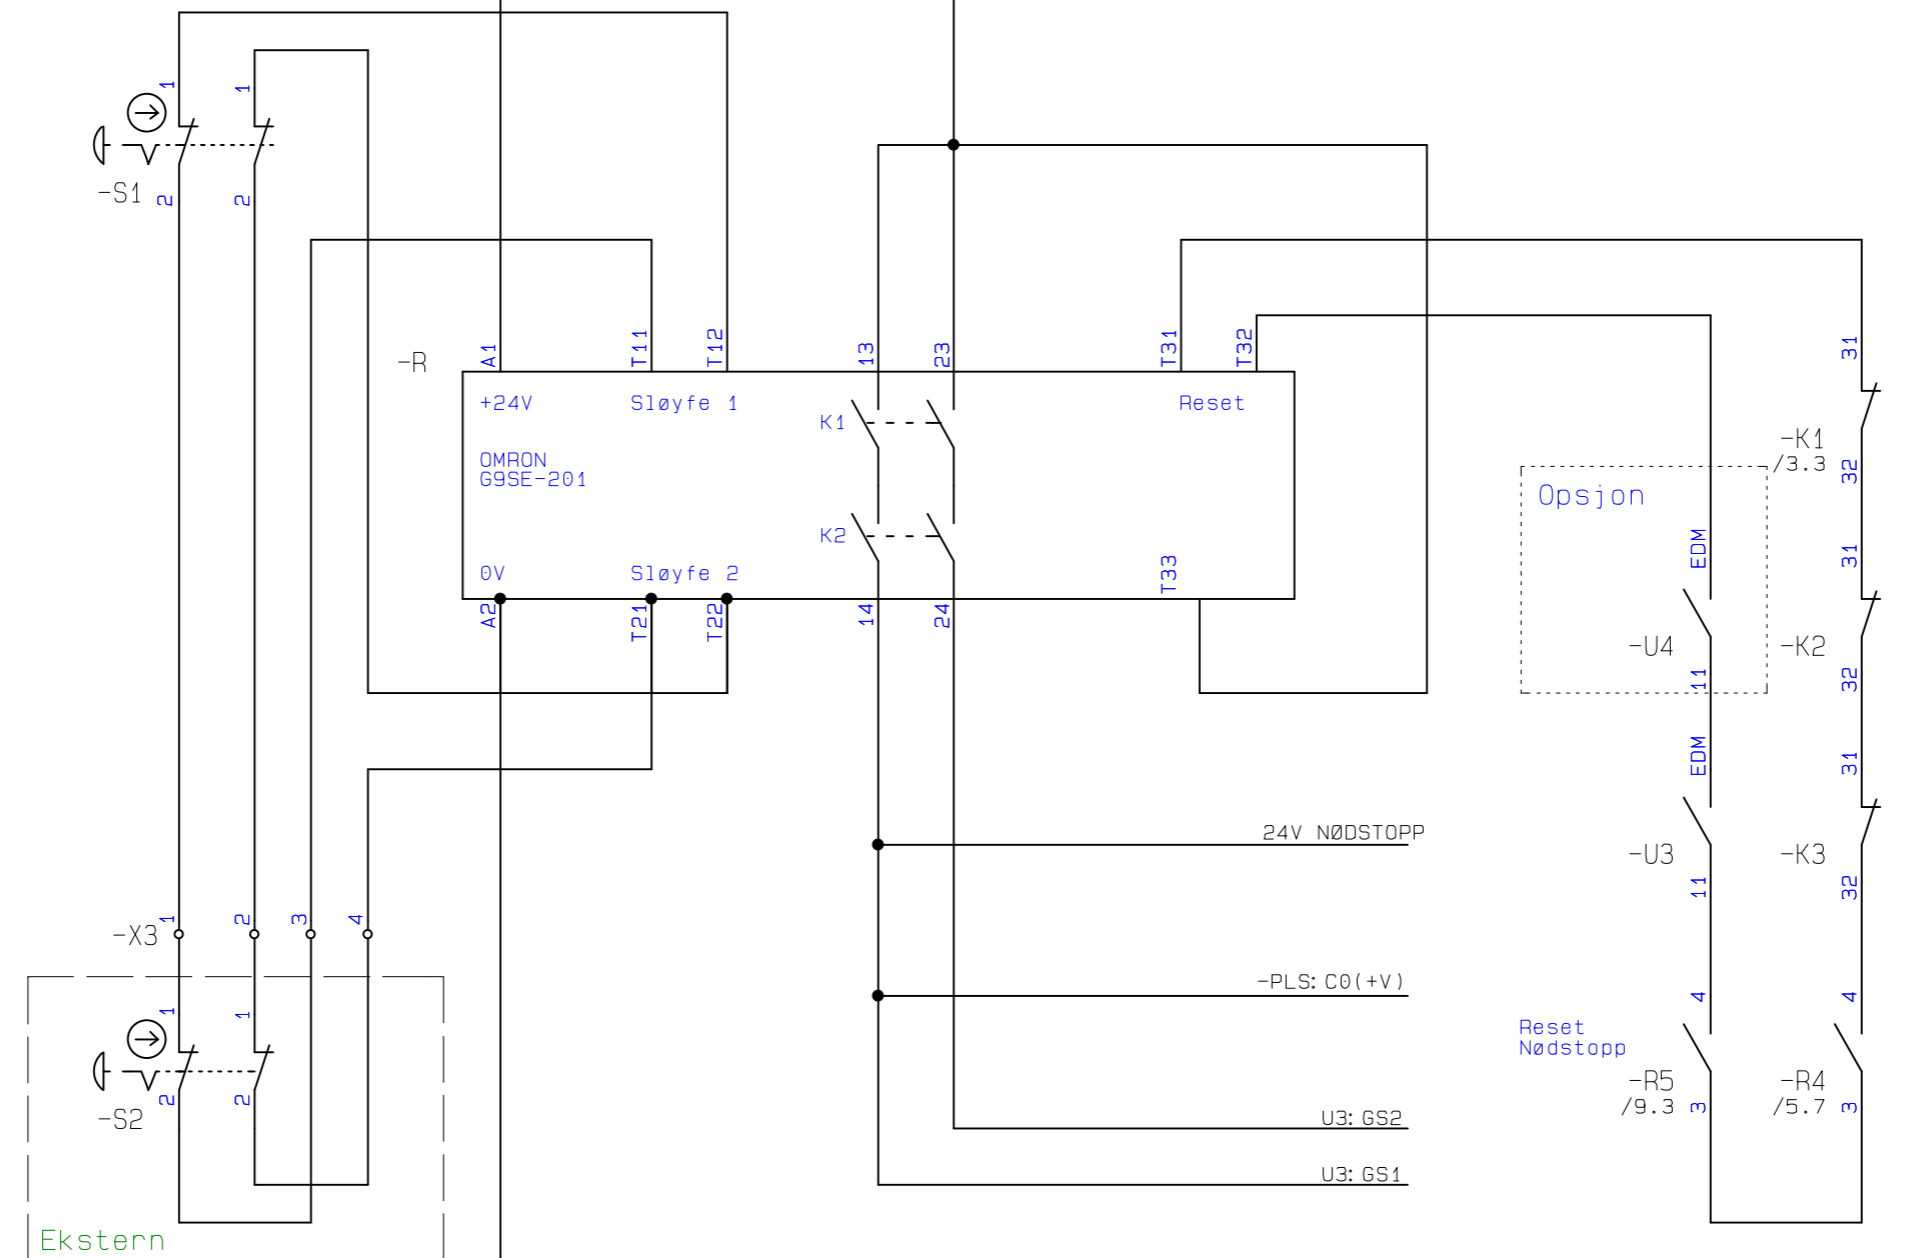 1
1
-S1
2
2
-R
A1
T11
T12
13
23
T31
T32
31
+24V
Sløyfe 1
Reset
K1
OMRON
G9SE-201
-K1
/3.3
32
Opsjon
K2
EDM
31
0V
Sløyfe 2
T33
A2
T21
T22
14
24
-U4
-K2
11
32
EDM
31
24V NØDSTOPP
-U3
-K3
11
32
-X3
1
2
3
4
-PLS: C0(+V)
4
4
1
1
Reset
Nødstopp
-R5
/9.3
3
-R4
/5.7
3
-S2
2
2
U3: GS2
U3: GS1
Ekstern